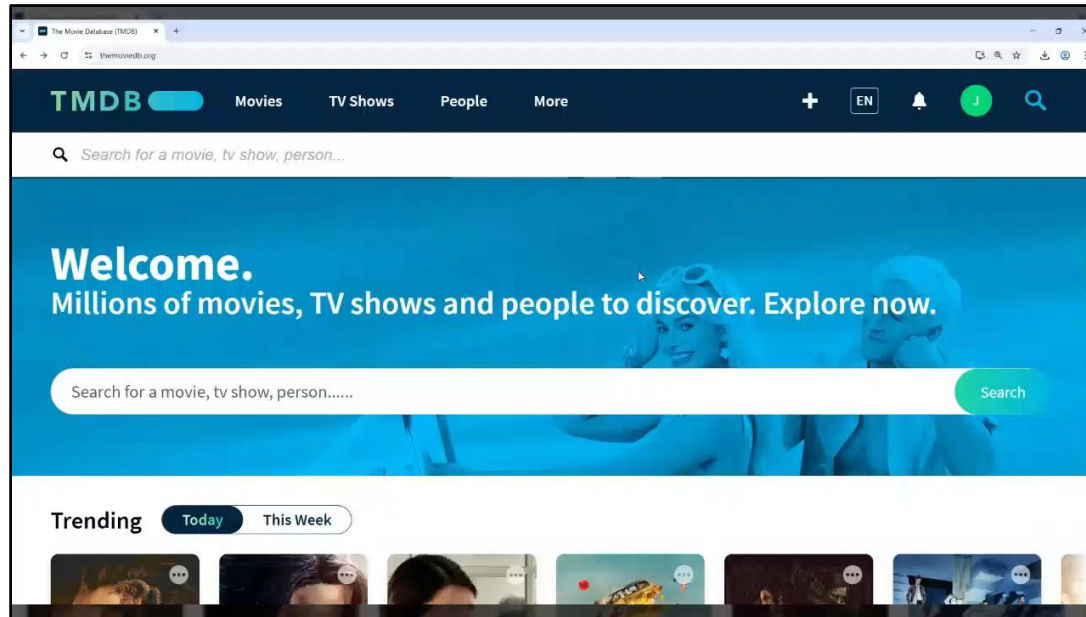 The Movie Database (TMDB)
themoviedb.org
TMDB Movies TV Shows People More EN J
Search for a movie, tv show, person...
Welcome.
Millions of movies, TV shows and people to discover. Explore now.
Search for a movie, tv show, person...... Search
Trending Today This Week